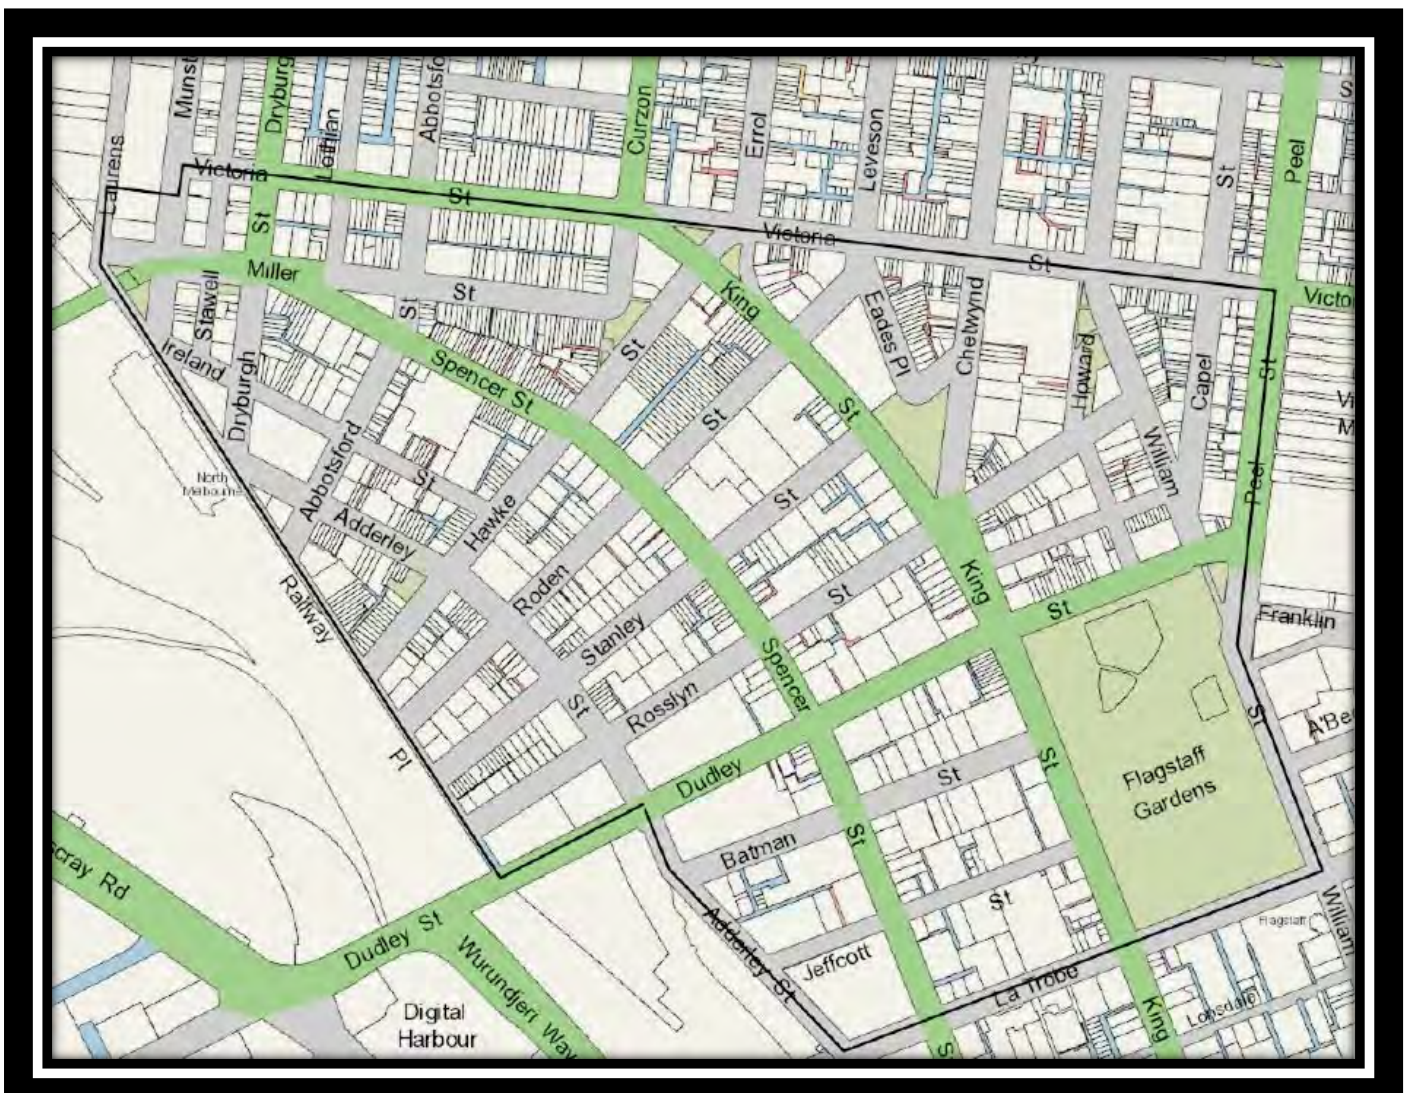 Munst
Dryburg
Lothian
Abbotsfo
Curzon
Errol
Leveson
St
Peel
S
Laurens
Victoria
St
St
Victoria
St
Victo
Miller
St
St
Stawell
Ireland
Dryburgh
Spencer St
St
King
St
Eades Pl
Chetwynd
Howard
Capel
St
Vi
M
North
Melbourne
Abbotsford
St
Adderley
Hawke
St
St
William
Peel
Railway
Pl
Roden
Stanley
St
Rosslyn
St
Spencer
King
St
Franklin
A'Be
St
St
Flagstaff
Gardens
Dudley
St
Batman
St
St
Jeffcott
Adderley St
La Trobe
Flagstaff
William
Lonsdale
King
S
scray Rd
Dudley St
Wurundjeri Way
Digital
Harbour